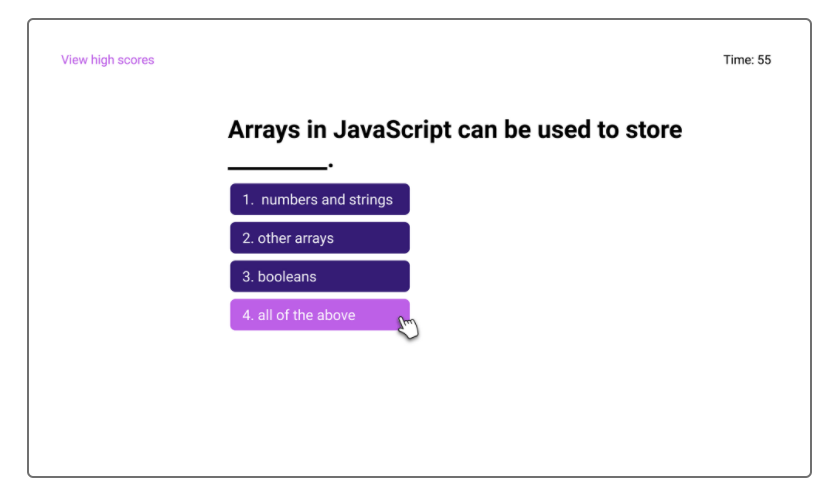 View high scores
Time: 55
Arrays in JavaScript can be used to store
________.
1. numbers and strings
2. other arrays
3. booleans
4. all of the above